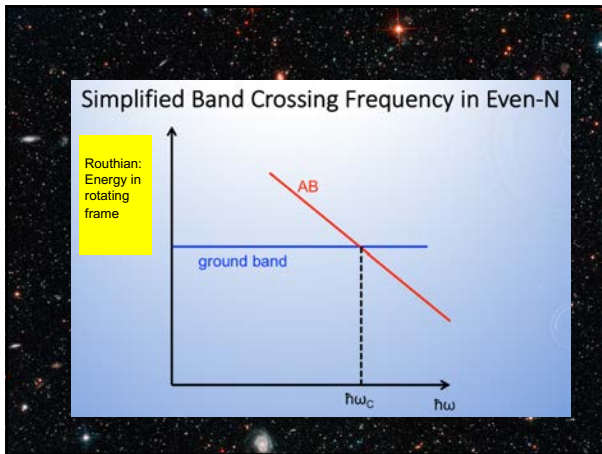 Simplified Band Crossing Frequency in Even-N
Routhian:
Energy in
rotating
frame
AB
ground band
ħω_C
ħω